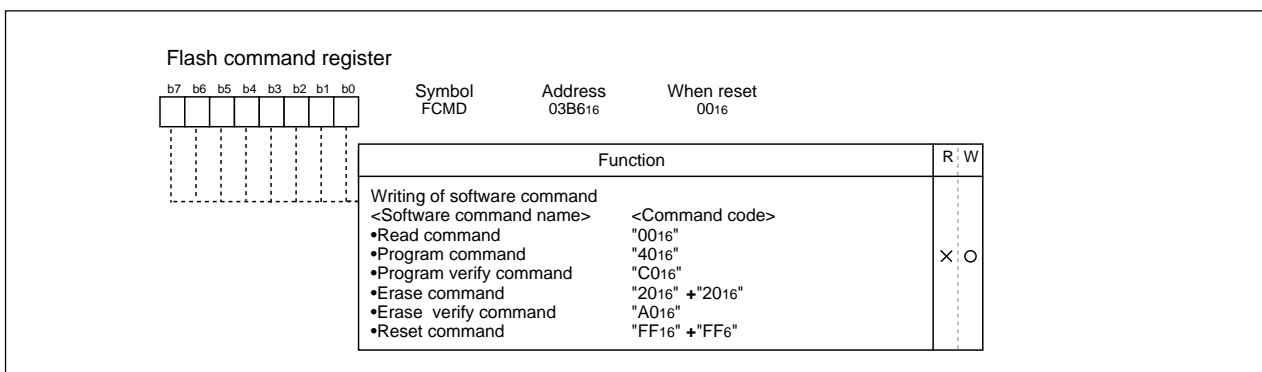 Flash command register
b7 b6 b5 b4 b3 b2 b1 b0
Symbol Address When reset
FCMD 03B616 0016
Function R W
Writing of software command
<Software command name> <Command code>
•Read command "0016"
•Program command "4016"
•Program verify command "C016"
•Erase command "2016" +"2016"
•Erase verify command "A016"
•Reset command "FF16" +"FF6"